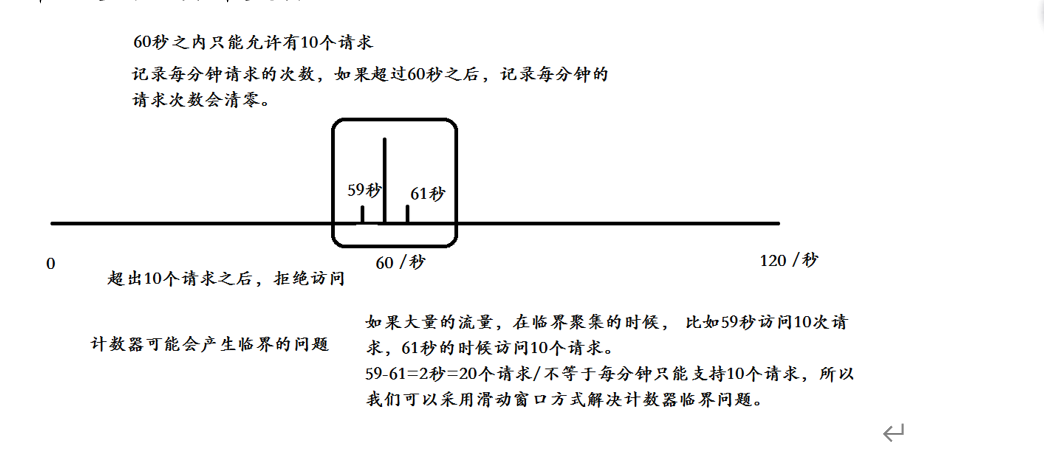 60秒之内只能允许有10个请求
记录每分钟请求的次数，如果超过60秒之后，记录每分钟的
请求次数会清零。
59秒
61秒
0
60 /秒
120 /秒
超出10个请求之后，拒绝访问
如果大量的流量，在临界聚集的时候， 比如59秒访问10次请
求，61秒的时候访问10个请求。
59-61=2秒=20个请求/不等于每分钟只能支持10个请求，所以
我们可以采用滑动窗口方式解决计数器临界问题。
计数器可能会产生临界的问题